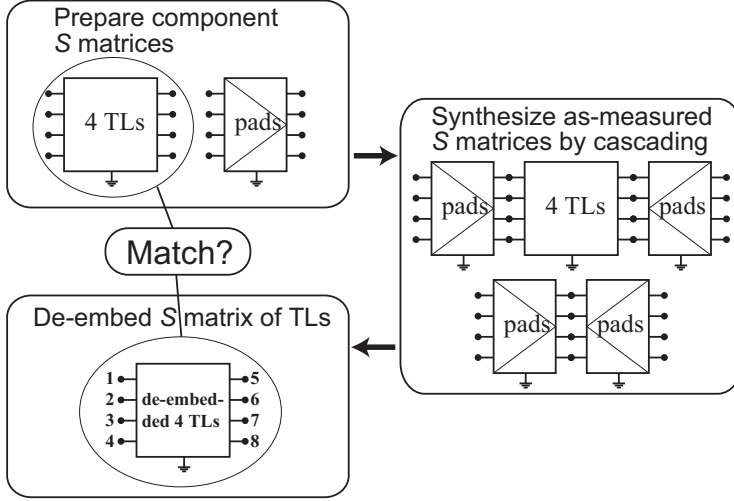 Prepare component
S matrices
4 TLs
pads
Synthesize as-measured
S matrices by cascading
pads
4 TLs
pads
pads
pads
Match?
De-embed S matrix of TLs
1
2
3
4
de-embed-
ded 4 TLs
5
6
7
8